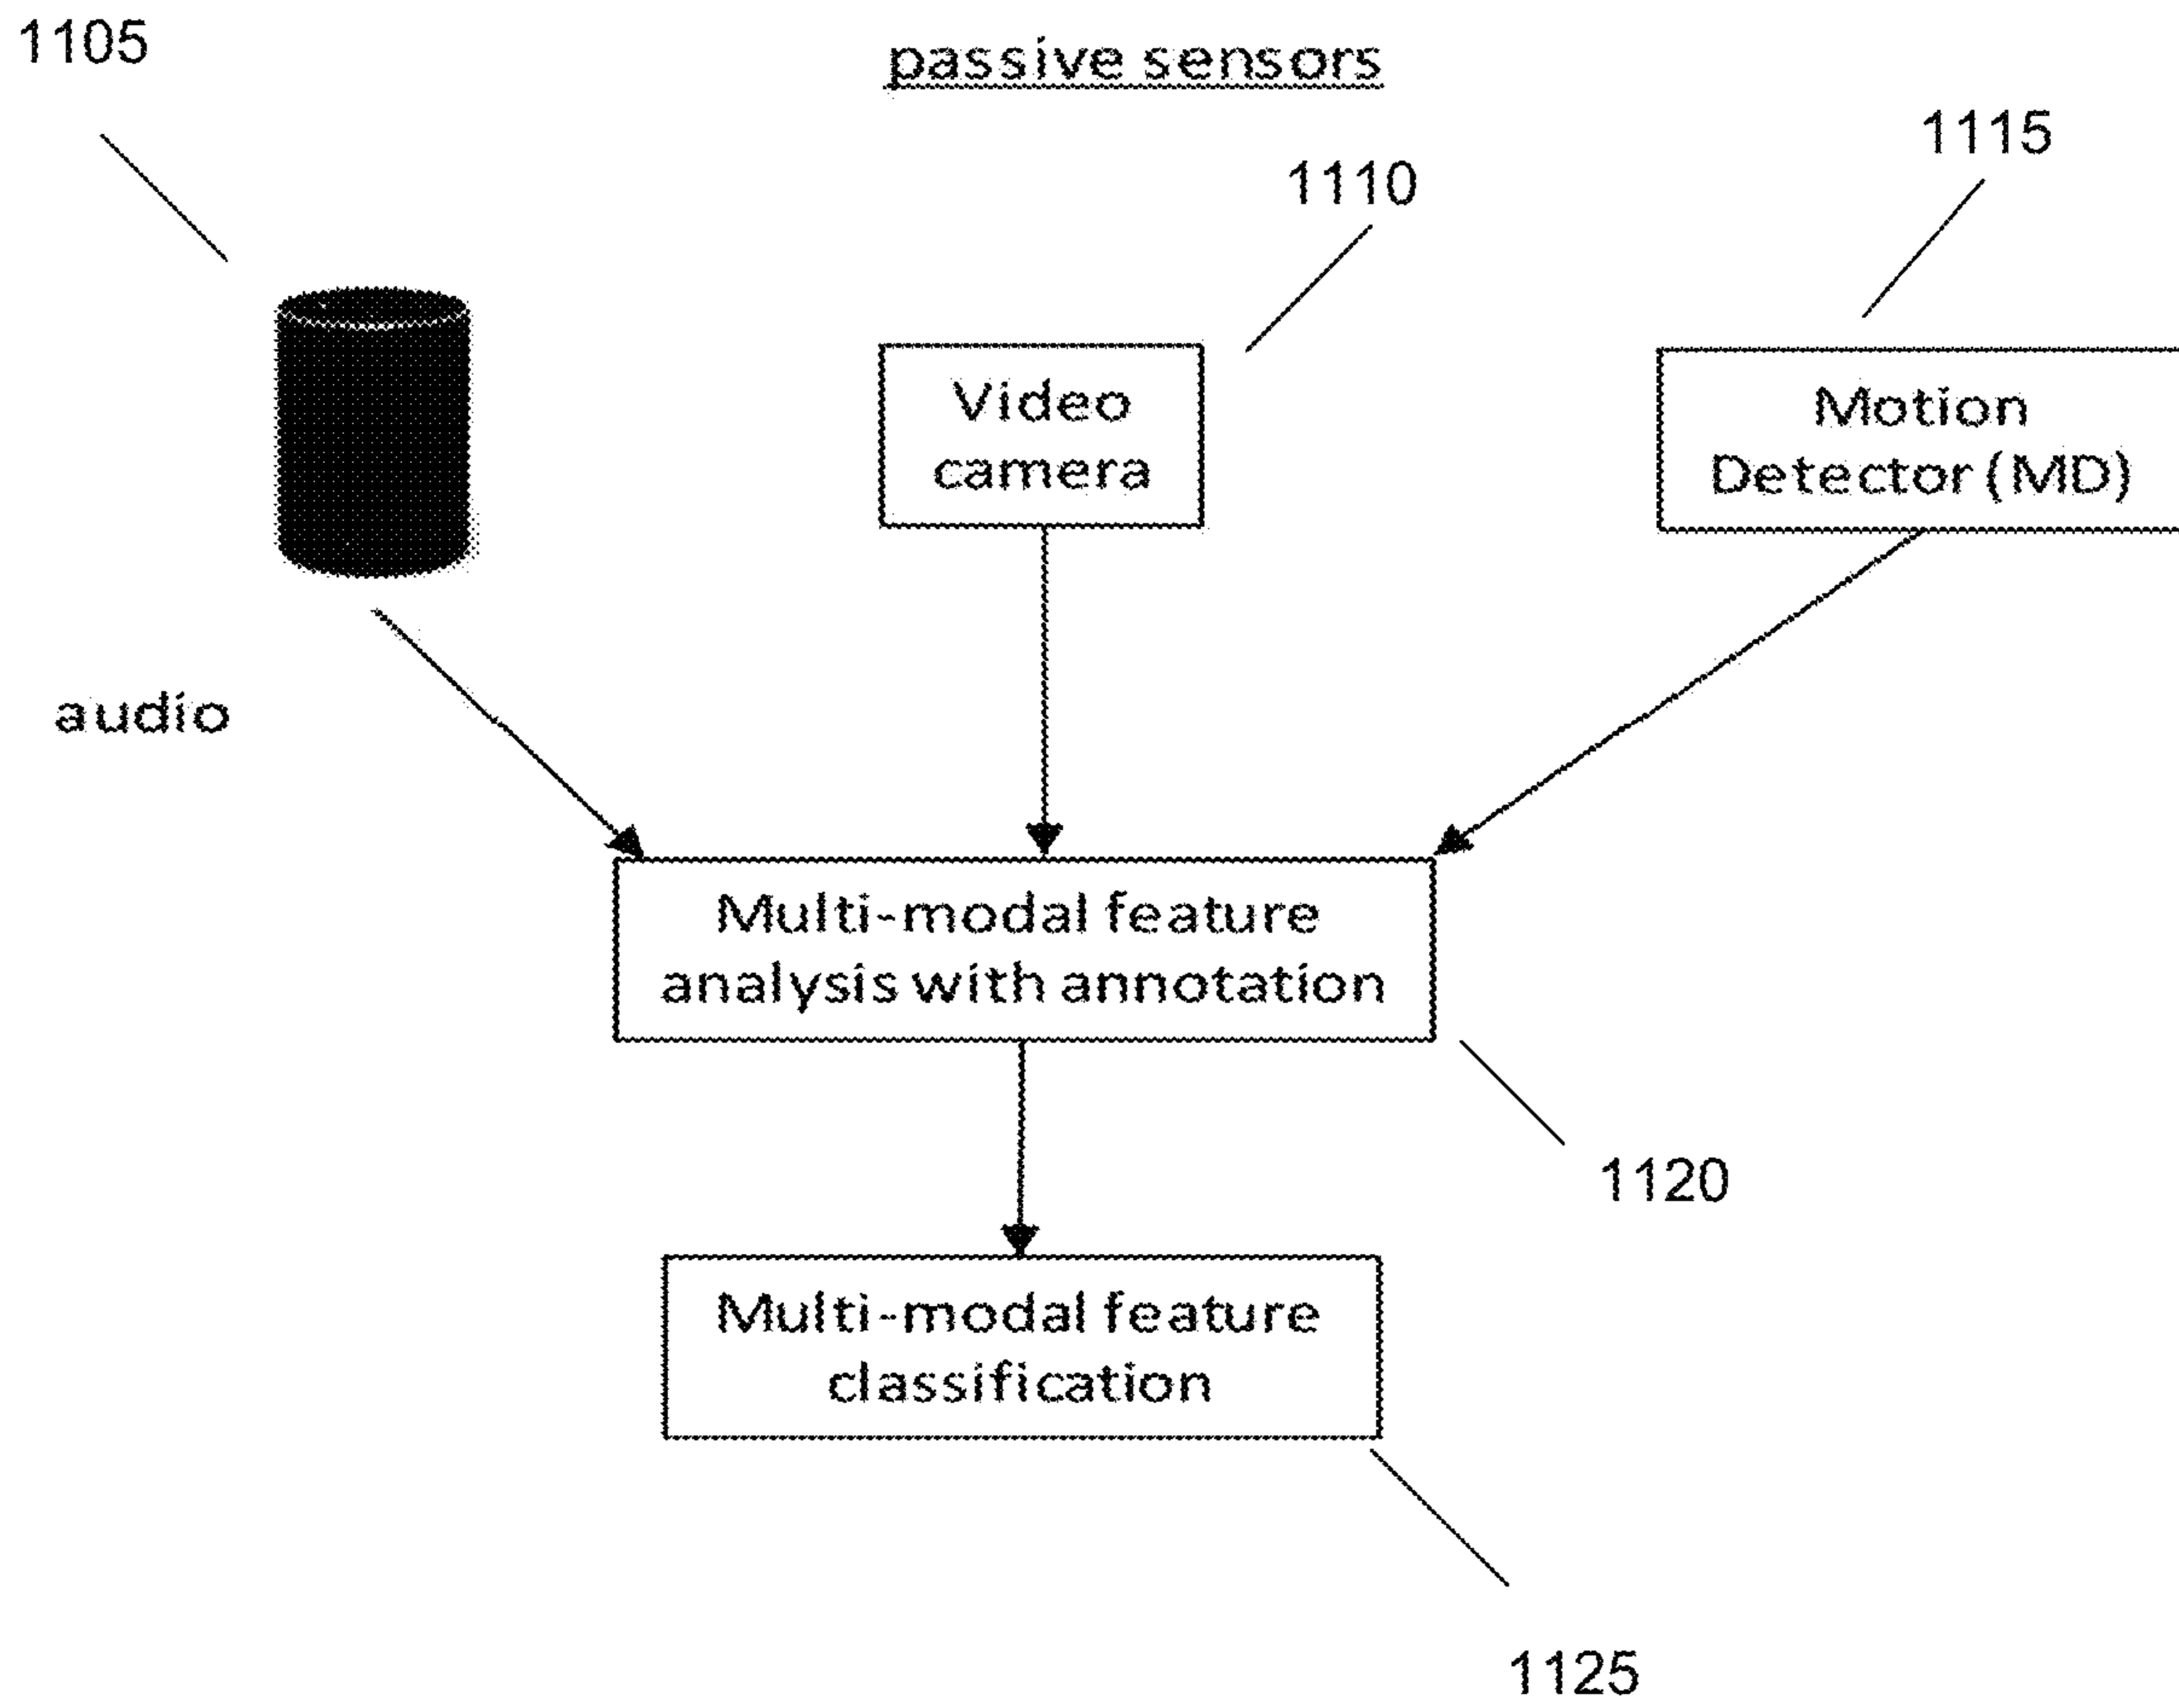 1105
passive sensors
1115
1110
Video
camera
Motion
Detector (MD)
audio
Multi-modal feature
analysis with annotation
1120
Multi-modal feature
classification
1125